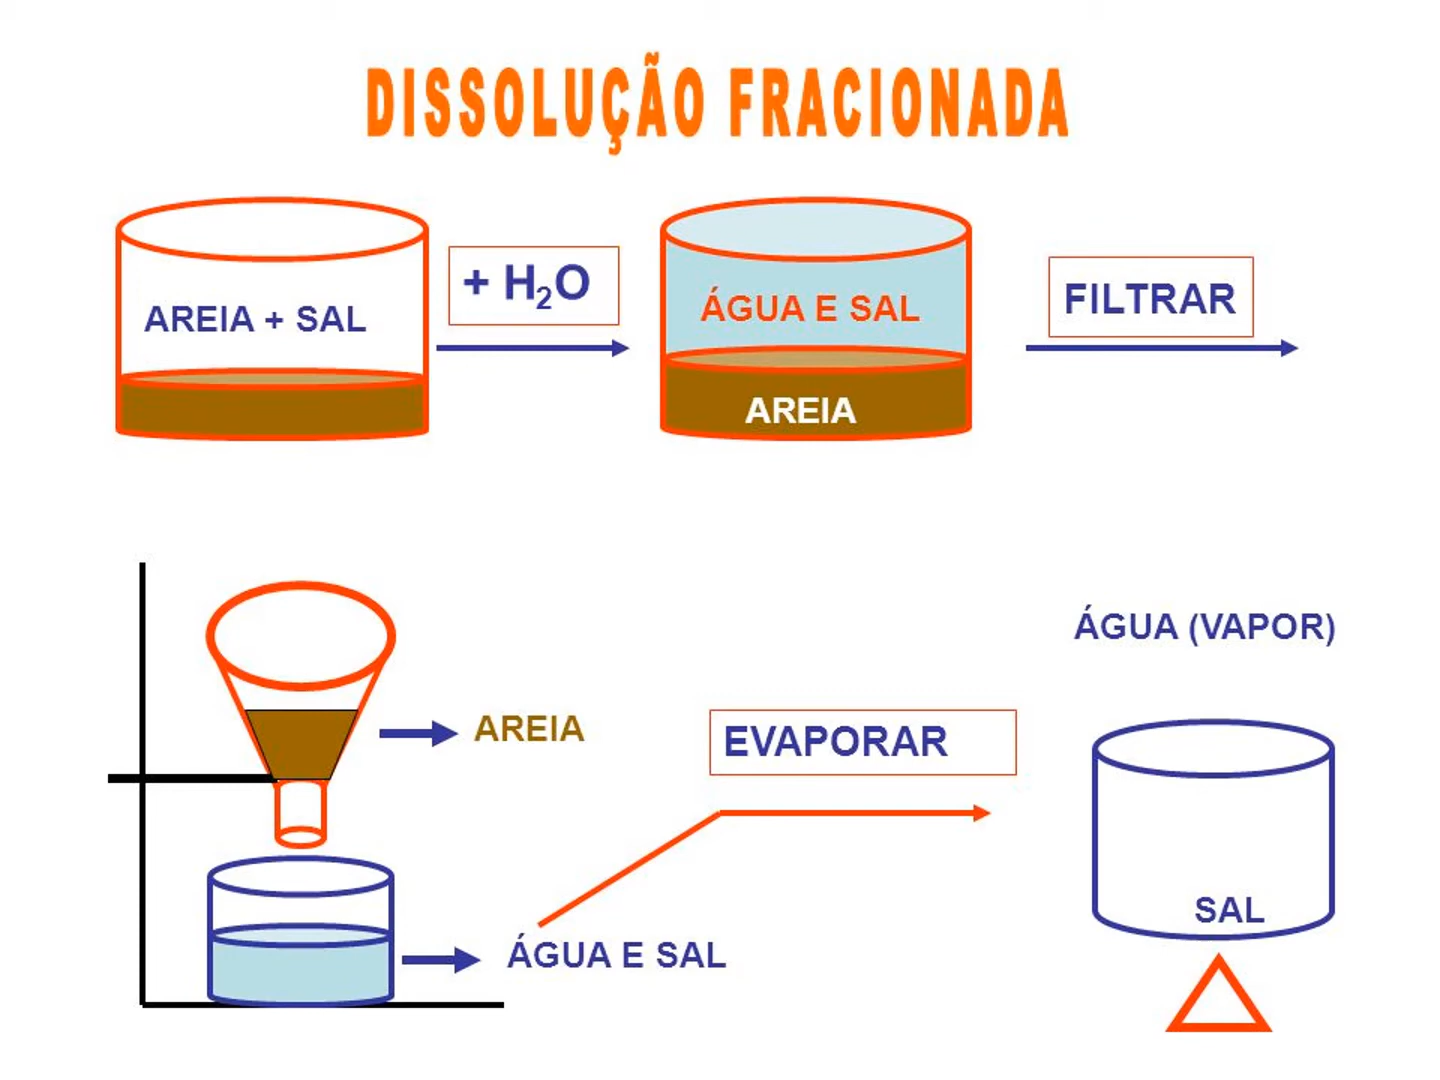 DISSOLUÇÃO FRACIONADA
AREIA + SAL
+ H₂O
ÁGUA E SAL
AREIA
FILTRAR
ÁGUA (VAPOR)
AREIA
EVAPORAR
SAL
ÁGUA E SAL